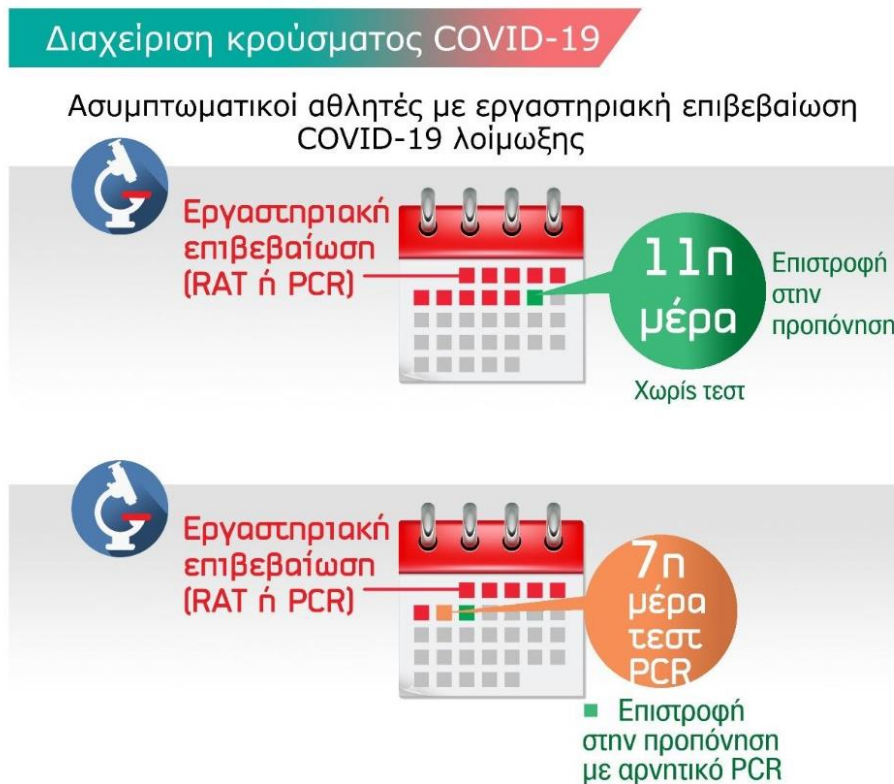 Διαχείριση κρούσματος COVID-19
Ασυμπτωματικοί αθλητές με εργαστηριακή επιβεβαίωση
COVID-19 λοίμωξης
Εργαστηριακή
επιβεβαίωση
(RAT ή PCR)
11η
μέρα
Επιστροφή
στην
προπόνηση
Χωρίς τεστ
Εργαστηριακή
επιβεβαίωση
(RAT ή PCR)
7η
μέρα
τεστ
PCR
Επιστροφή
στην προπόνηση
με αρνητικό PCR